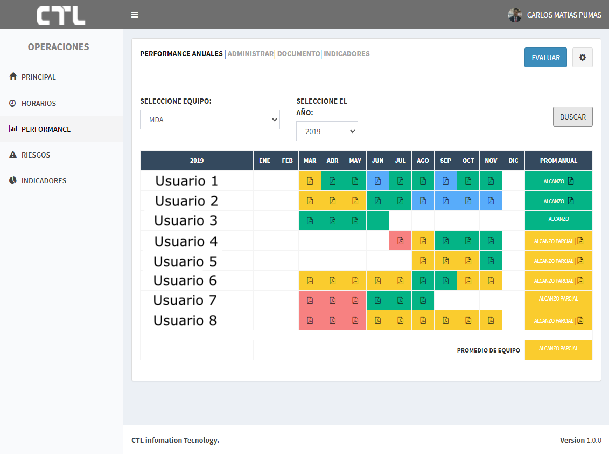 CTL
CARLOS MATIAS PUMAS
OPERACIONES
PRINCIPAL
HORARIOS
PERFORMANCE
RIESGOS
INDICADORES
PERFORMANCE ANUALES | ADMINISTRAR| DOCUMENTO| INDICADORES
EVALUAR
SELECCIONE EQUIPO:
SELECCIONE EL
AÑO:
MDA
2019
BUSCAR
2019 ENE FEB MAR ABR MAY JUN JUL AGO SEP OCT NOV DIC PROM ANUAL
Usuario 1 ALCANZO
Usuario 2 ALCANZO
Usuario 3 ALCANZO
Usuario 4 ALCANZO PARCIAL |
Usuario 5 ALCANZO PARCIAL |
Usuario 6 ALCANZO PARCIAL |
Usuario 7 ALCANZO PARCIAL
Usuario 8 ALCANZO PARCIAL |
PROMEDIO DE EQUIPO ALCANZO PARCIAL
CTL infomation Tecnology.
Version 1.0.0